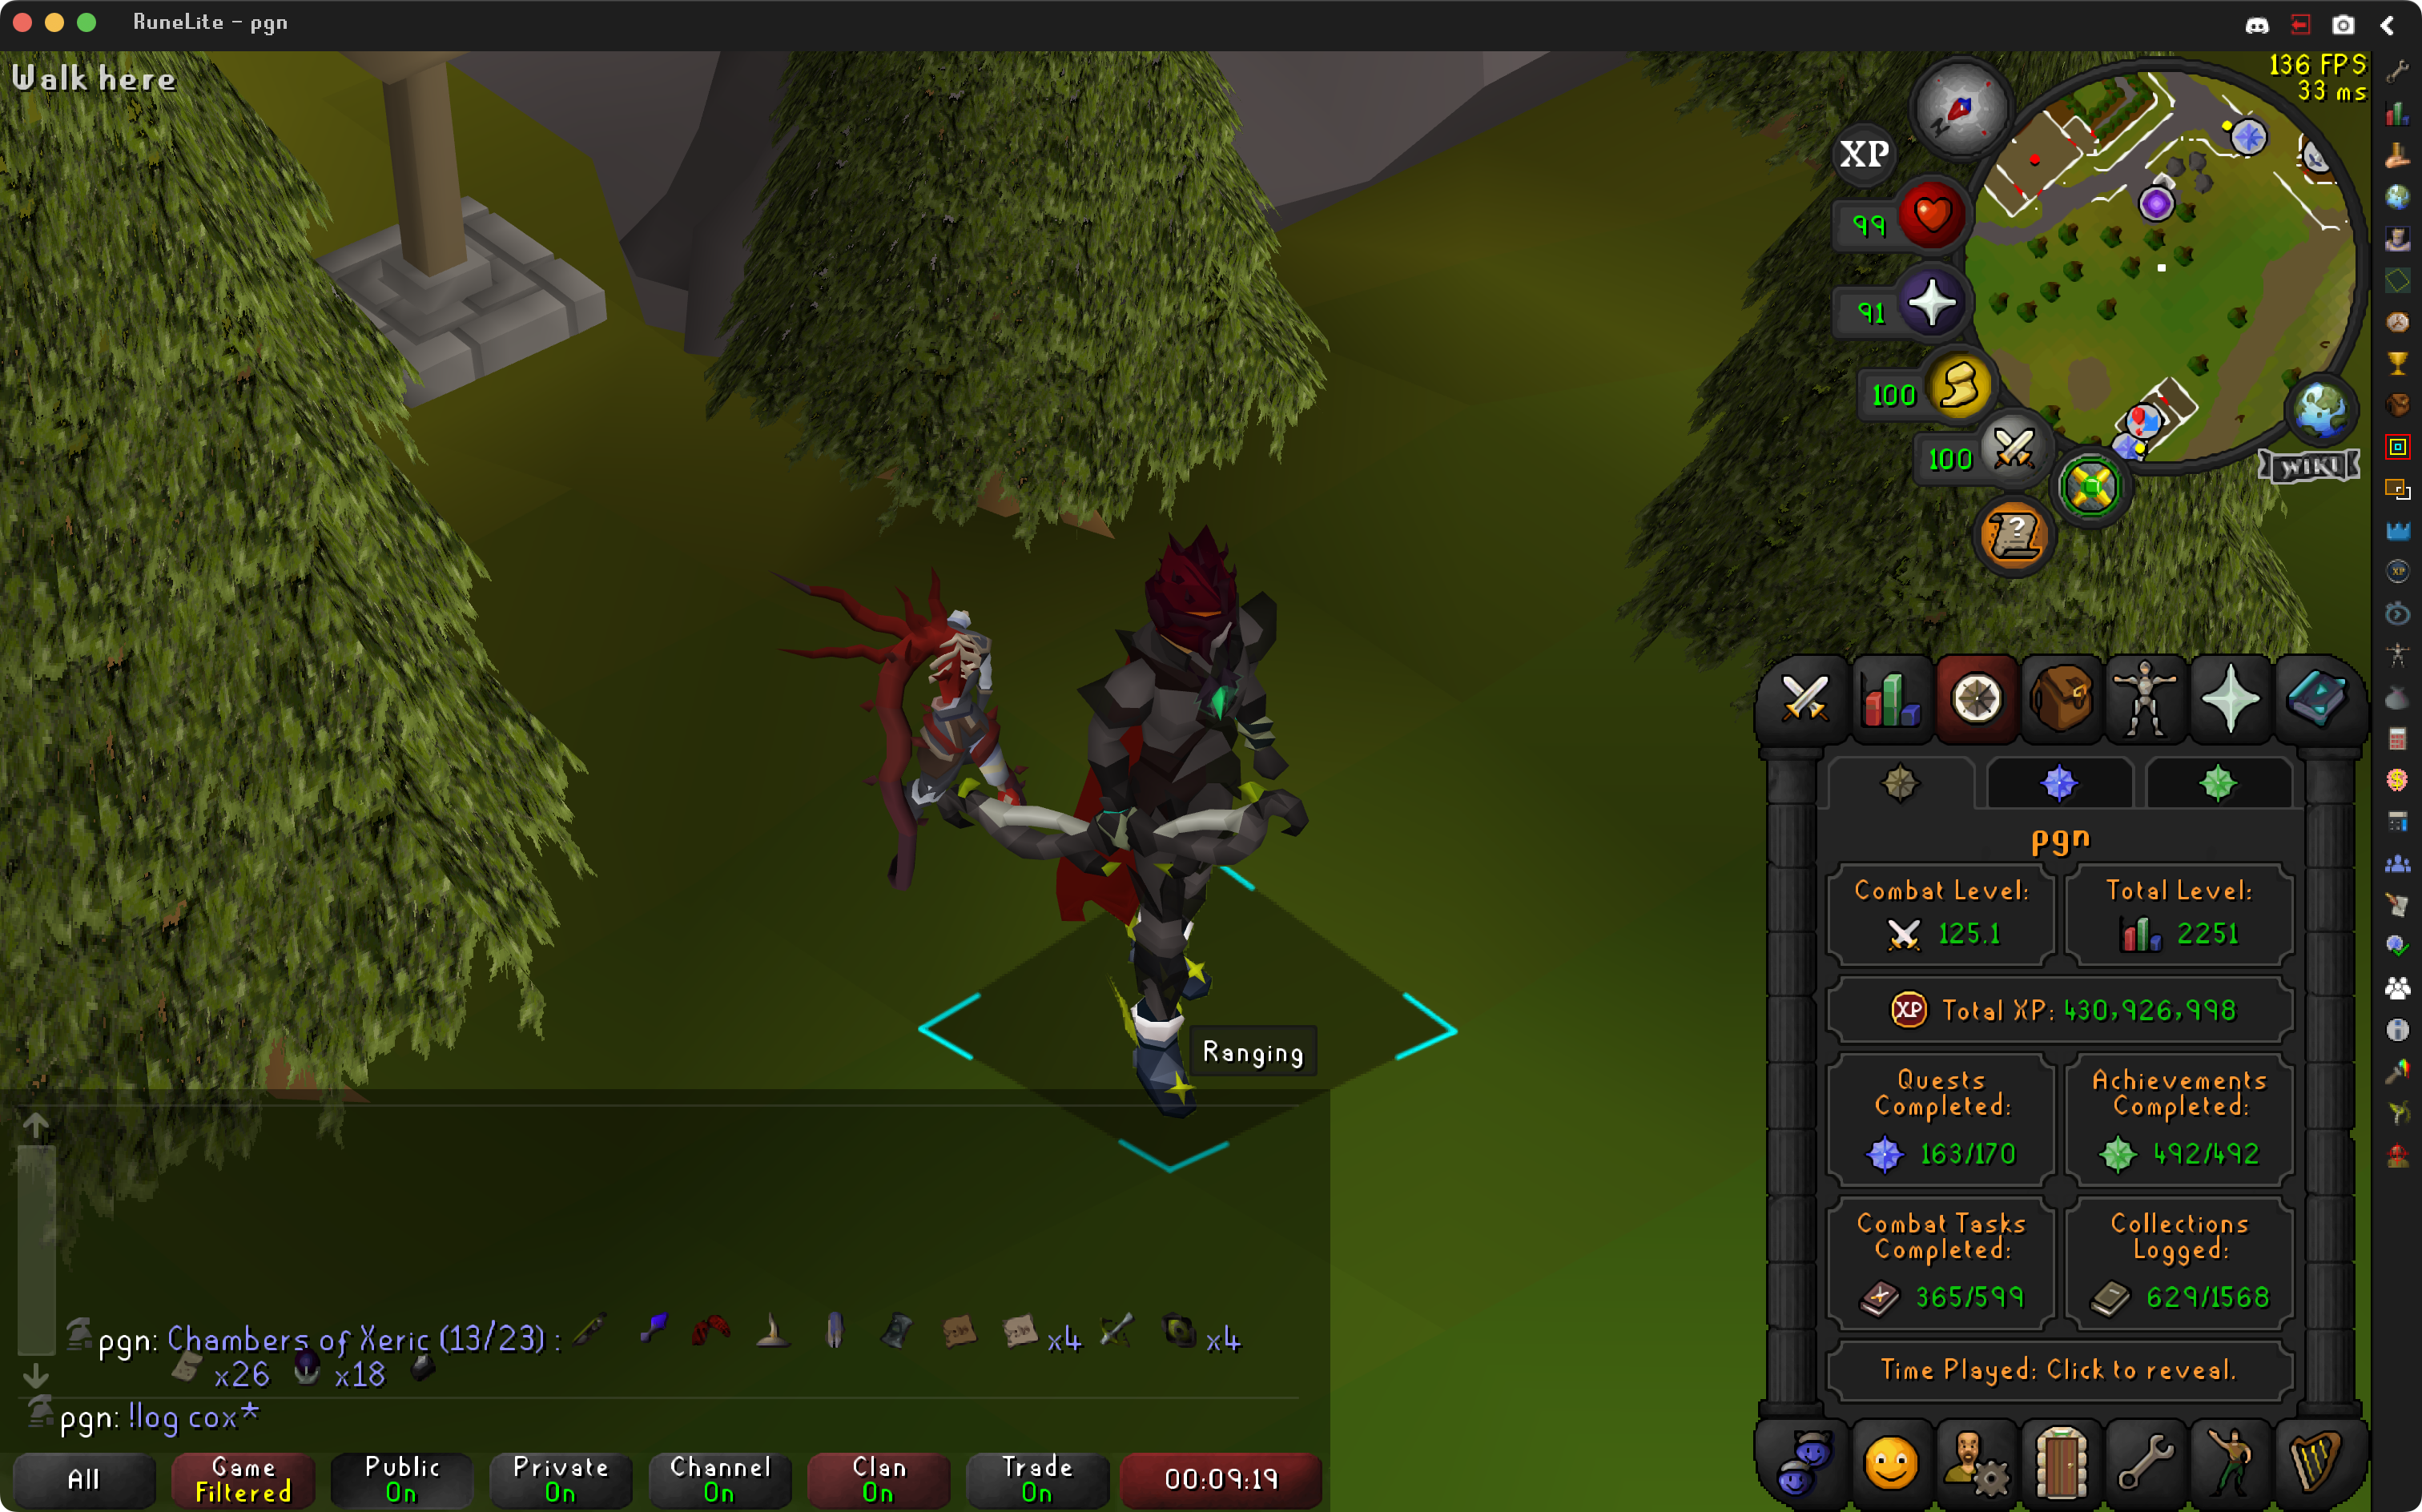 RuneLite - pgn
Walk here
136 FPS
33 ms
XP
99
91
100
100
WIKI
pgn
Combat Level:
125.1
Total Level:
2251
XP Total XP: 430,926,998
Quests
Completed:
163/170
Achievements
Completed:
492/492
Combat Tasks
Completed:
365/599
Collections
Logged:
629/1568
Time Played: Click to reveal.
Ranging
pgn: Chambers of Xeric (13/23) : x4 x4
x26 x18
pgn: !log cox*
All
Game
Filtered
Public
On
Private
On
Channel
On
Clan
On
Trade
On
00:09:19